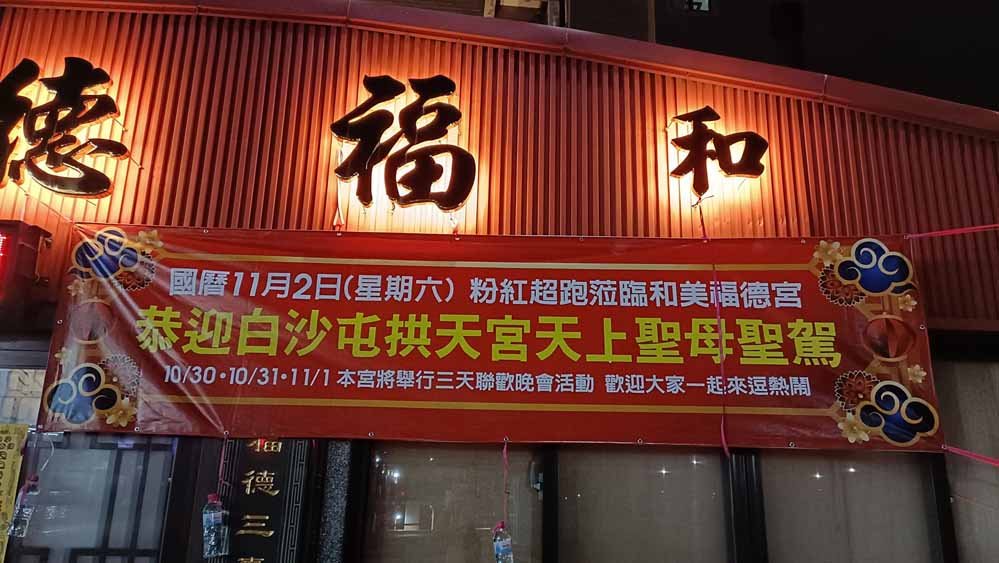 德 福 和
國曆11月2日(星期六) 粉紅超跑蒞臨和美福德宮
恭迎白沙屯拱天宮天上聖母聖駕
10/30•10/31•11/1 本宮將舉行三天聯歡晚會活動 歡迎大家一起來逗熱鬧
福德三